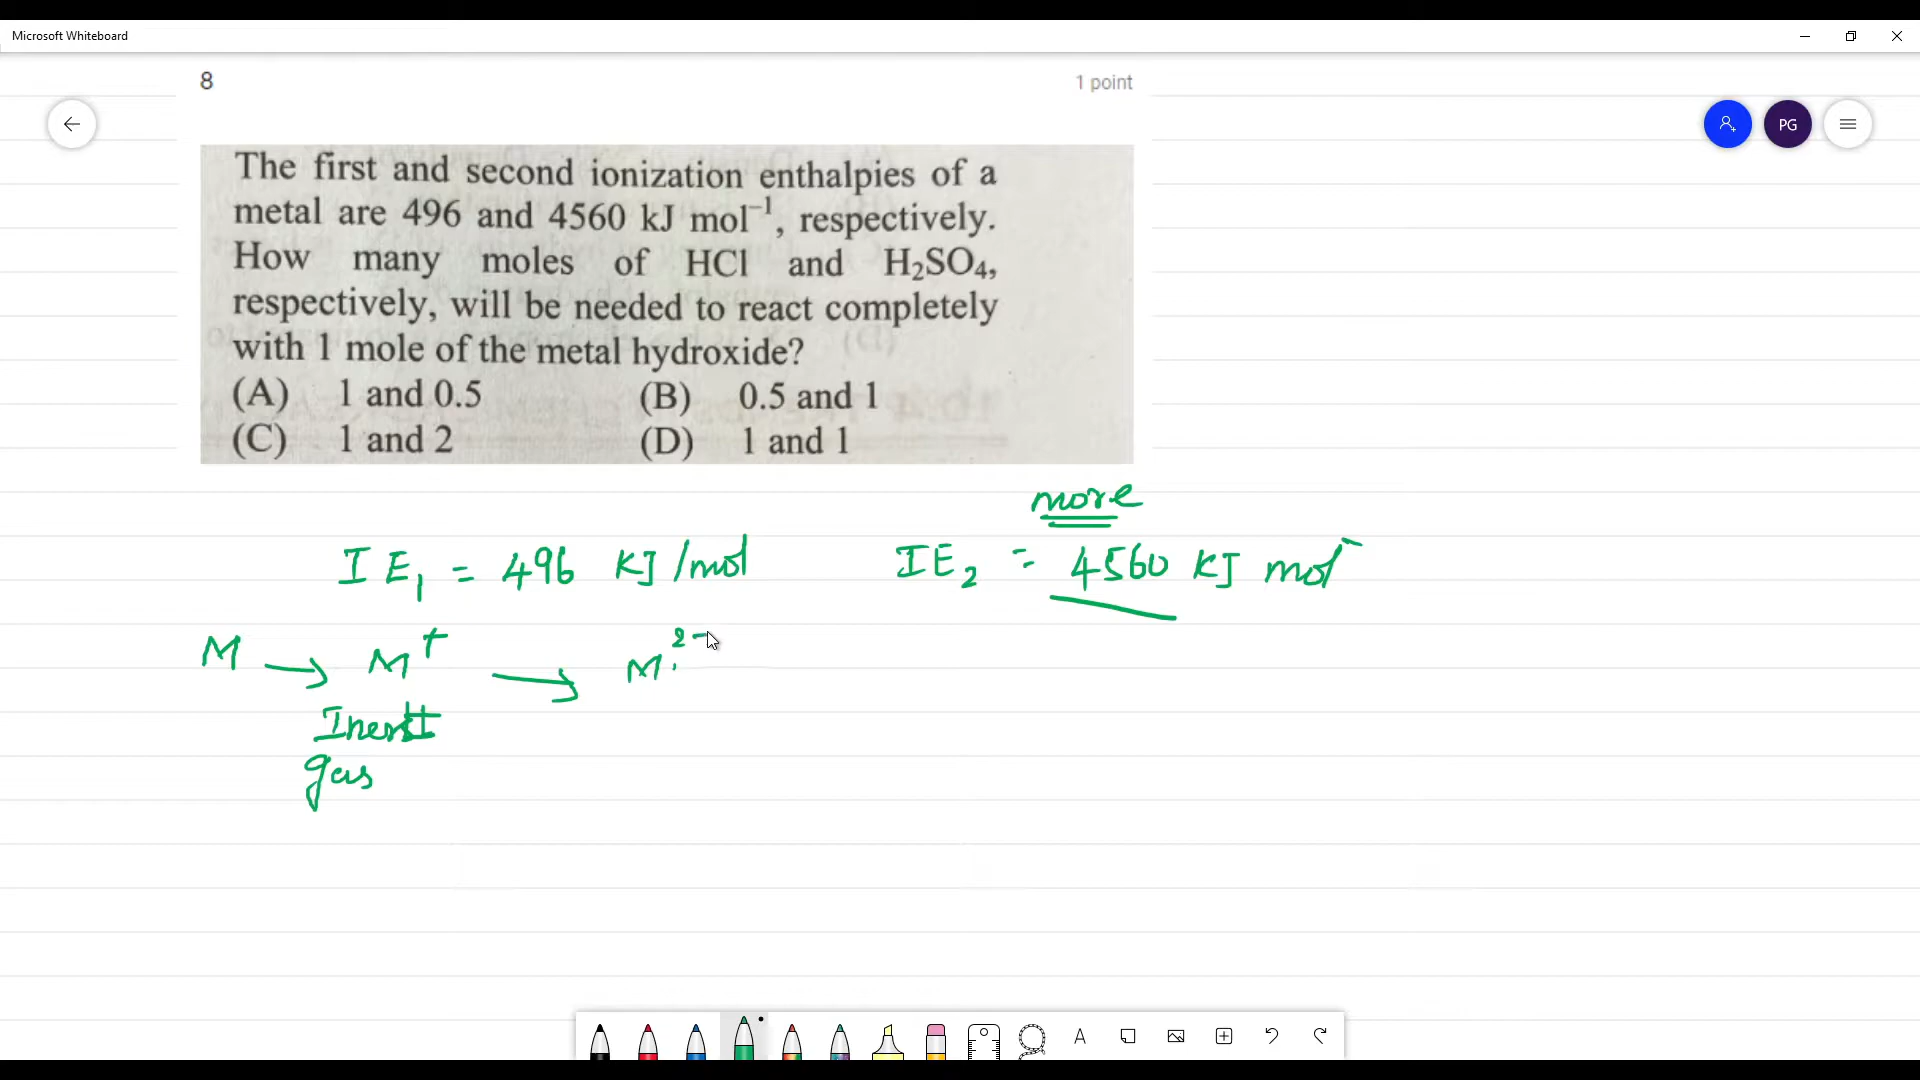 Microsoft Whiteboard
8
1 point
PG
The first and second ionization enthalpies of a
metal are 496 and 4560 kJ mol⁻¹, respectively.
How many moles of HCl and H₂SO₄,
respectively, will be needed to react completely
with 1 mole of the metal hydroxide?
(A) 1 and 0.5 (B) 0.5 and 1
(C) 1 and 2 (D) 1 and 1
more
IE₁ = 496 KJ/mol IE₂ = 4560 KJ mol⁻
M → M⁺ → M²⁻
Inert
gas
A